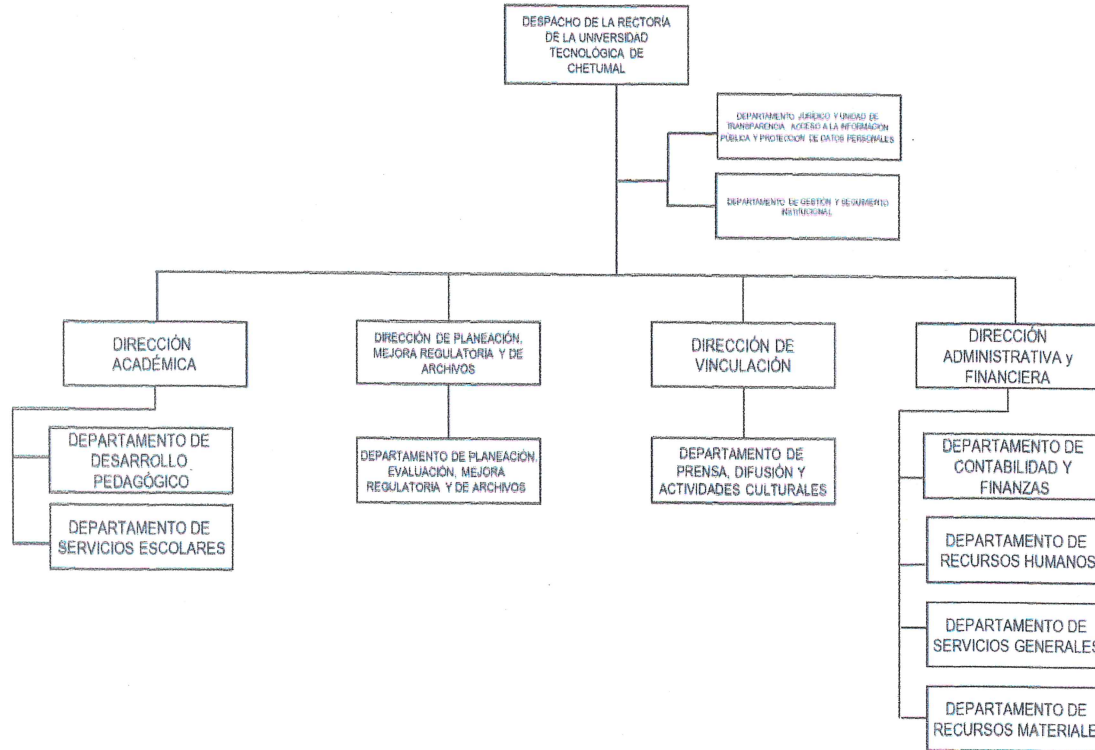 DESPACHO DE LA RECTORÍA
DE LA UNIVERSIDAD
TECNOLÓGICA DE
CHETUMAL
DEPARTAMENTO JURÍDICO Y UNIDAD DE
TRANSPARENCIA, ACCESO A LA INFORMACIÓN
PÚBLICA Y PROTECCIÓN DE DATOS PERSONALES
DEPARTAMENTO DE GESTIÓN Y SEGUIMIENTO
INSTITUCIONAL
DIRECCIÓN
ACADÉMICA
DIRECCIÓN DE PLANEACIÓN,
MEJORA REGULATORIA Y DE
ARCHIVOS
DIRECCIÓN DE
VINCULACIÓN
DIRECCIÓN
ADMINISTRATIVA y
FINANCIERA
DEPARTAMENTO DE
DESARROLLO
PEDAGÓGICO
DEPARTAMENTO DE PLANEACIÓN,
EVALUACIÓN, MEJORA
REGULATORIA Y DE ARCHIVOS
DEPARTAMENTO DE
PRENSA, DIFUSIÓN Y
ACTIVIDADES CULTURALES
DEPARTAMENTO DE
CONTABILIDAD Y
FINANZAS
DEPARTAMENTO DE
SERVICIOS ESCOLARES
DEPARTAMENTO DE
RECURSOS HUMANOS
DEPARTAMENTO DE
SERVICIOS GENERALES
DEPARTAMENTO DE
RECURSOS MATERIALE